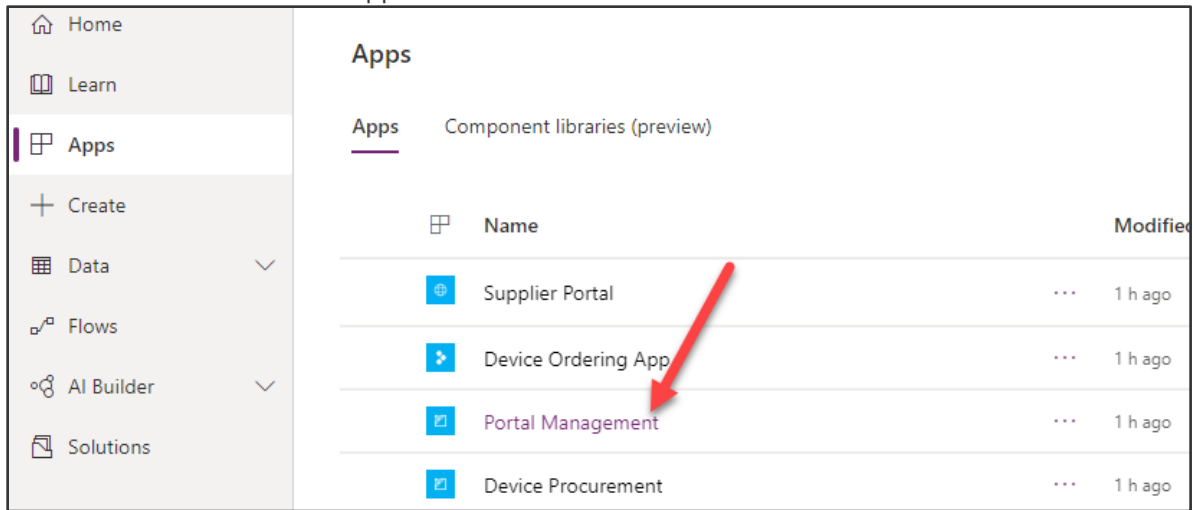 Home
Learn
Apps
Create
Data
Flows
AI Builder
Solutions
Apps
Apps Component libraries (preview)
Name Modified
Supplier Portal ... 1 h ago
Device Ordering App ... 1 h ago
Portal Management ... 1 h ago
Device Procurement ... 1 h ago